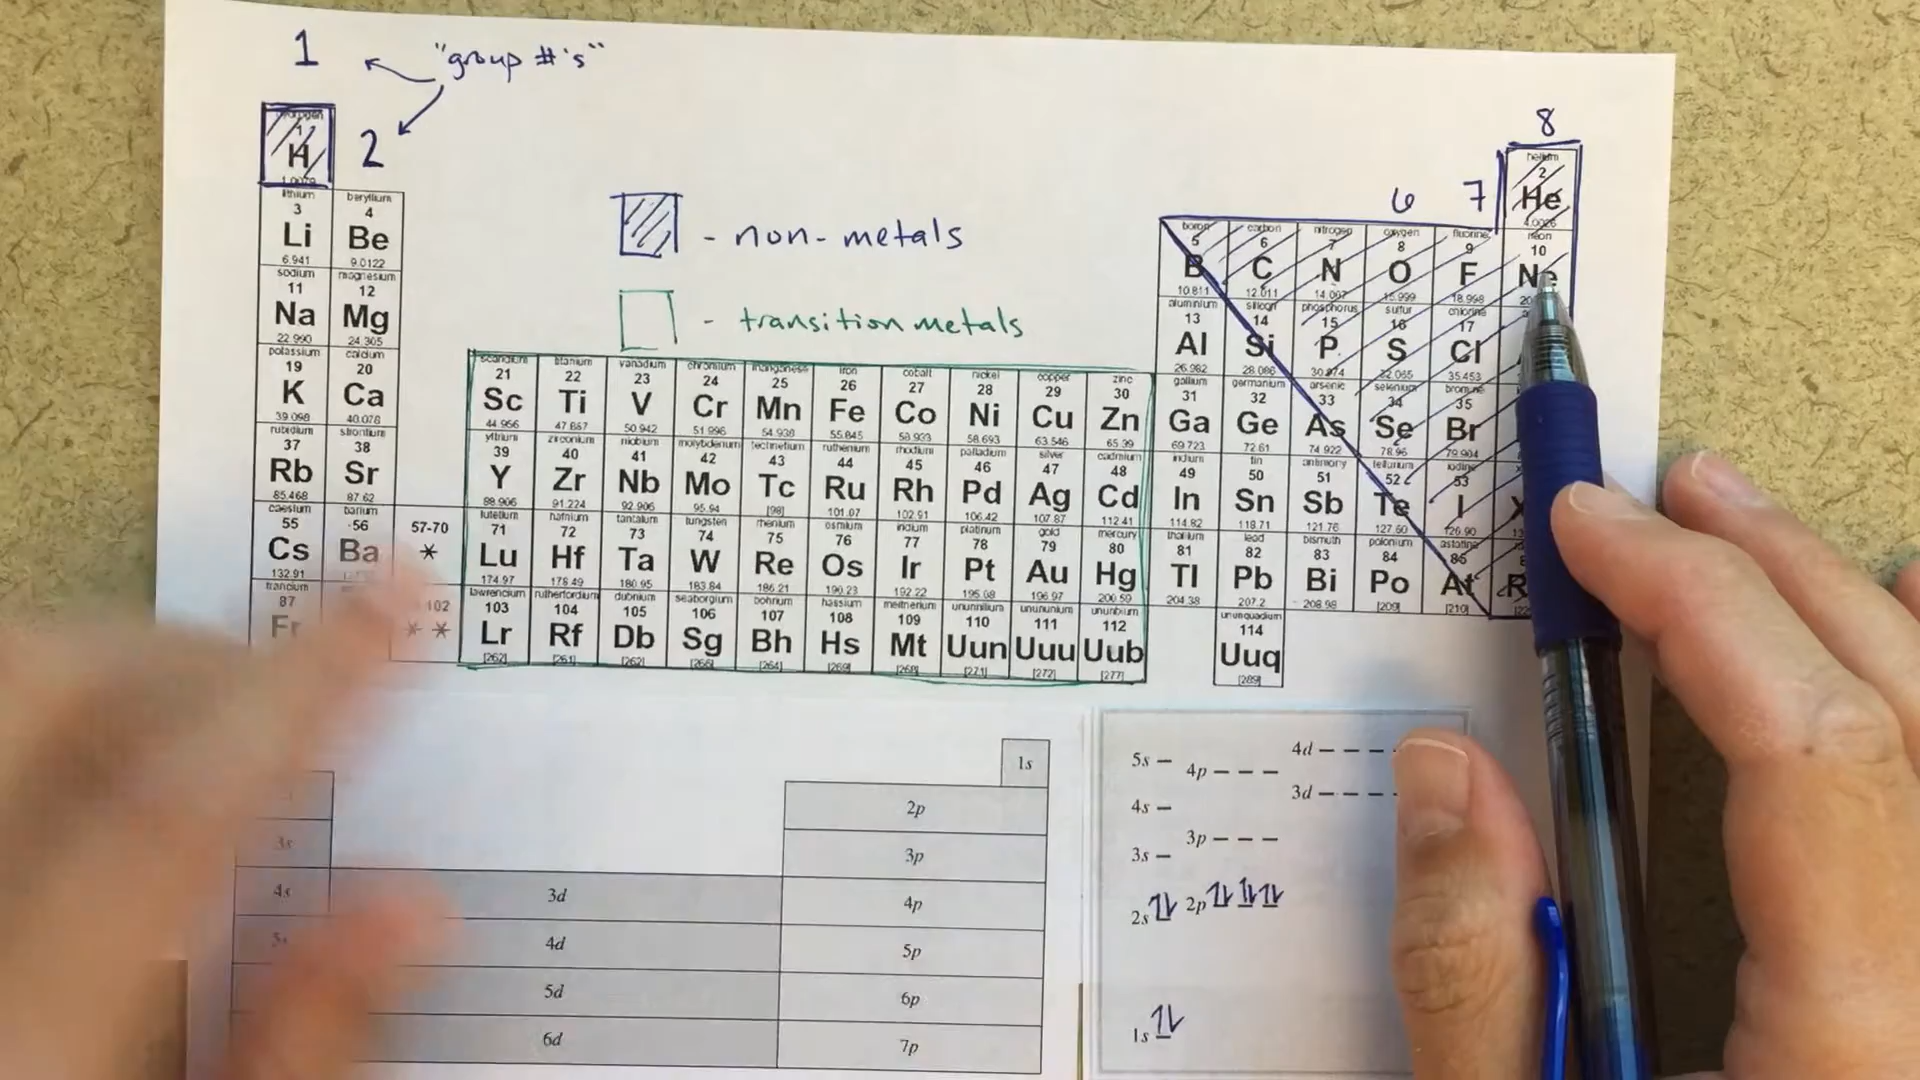 1 "group #'s"
8
1
H
1.0079
2
helium
2
He
4.0026
6 7
lithium beryllium
3 4
Li Be
6.941 9.0122
- non-metals
boron carbon nitrogen oxygen fluorine neon
5 6 7 8 9 10
B C N O F Ne
10.811 12.011 14.007 15.999 18.998
sodium magnesium
11 12
Na Mg
22.990 24.305
- transition metals
aluminium silicon phosphorus sulfur chlorine
13 14 15 16 17
Al Si P S Cl
26.982 28.086 30.974 32.065 35.453
potassium calcium scandium titanium vanadium chromium manganese iron cobalt nickel copper zinc gallium germanium arsenic selenium bromine
19 20 21 22 23 24 25 26 27 28 29 30 31 32 33 34 35
K Ca Sc Ti V Cr Mn Fe Co Ni Cu Zn Ga Ge As Se Br
39.098 40.078 44.956 47.867 50.942 51.996 54.938 55.845 58.933 58.693 63.546 65.39 69.723 72.61 74.922 78.96 79.904
rubidium strontium yttrium zirconium niobium molybdenum technetium ruthenium rhodium palladium silver cadmium indium tin antimony tellurium iodine
37 38 39 40 41 42 43 44 45 46 47 48 49 50 51 52 53
Rb Sr Y Zr Nb Mo Tc Ru Rh Pd Ag Cd In Sn Sb Te I
85.468 87.62 88.906 91.224 92.906 95.94 [98] 101.07 102.91 106.42 107.87 112.41 114.82 118.71 121.76 127.60 126.90
caesium barium lutetium hafnium tantalum tungsten rhenium osmium iridium platinum gold mercury thallium lead bismuth polonium astatine
55 56 57-70 71 72 73 74 75 76 77 78 79 80 81 82 83 84 85
Cs Ba * Lu Hf Ta W Re Os Ir Pt Au Hg Tl Pb Bi Po At R
132.91 174.97 178.49 180.95 183.84 186.21 190.23 192.22 195.08 196.97 200.59 204.38 207.2 208.98 [209] [210]
francium lawrencium rutherfordium dubnium seaborgium bohrium hassium meitnerium ununnilium unununium ununbium ununquadium
87 102 103 104 105 106 107 108 109 110 111 112 114
Fr * * Lr Rf Db Sg Bh Hs Mt Uun Uuu Uub Uuq
[262] [261] [262] [266] [264] [269] [268] [271] [272] [277] [289]
1s
2p
3s 3p
4s 3d 4p
5s 4d 5p
5d 6p
6d 7p
5s 4p 4d
4s 3d
3s 3p
2s 2p
1s